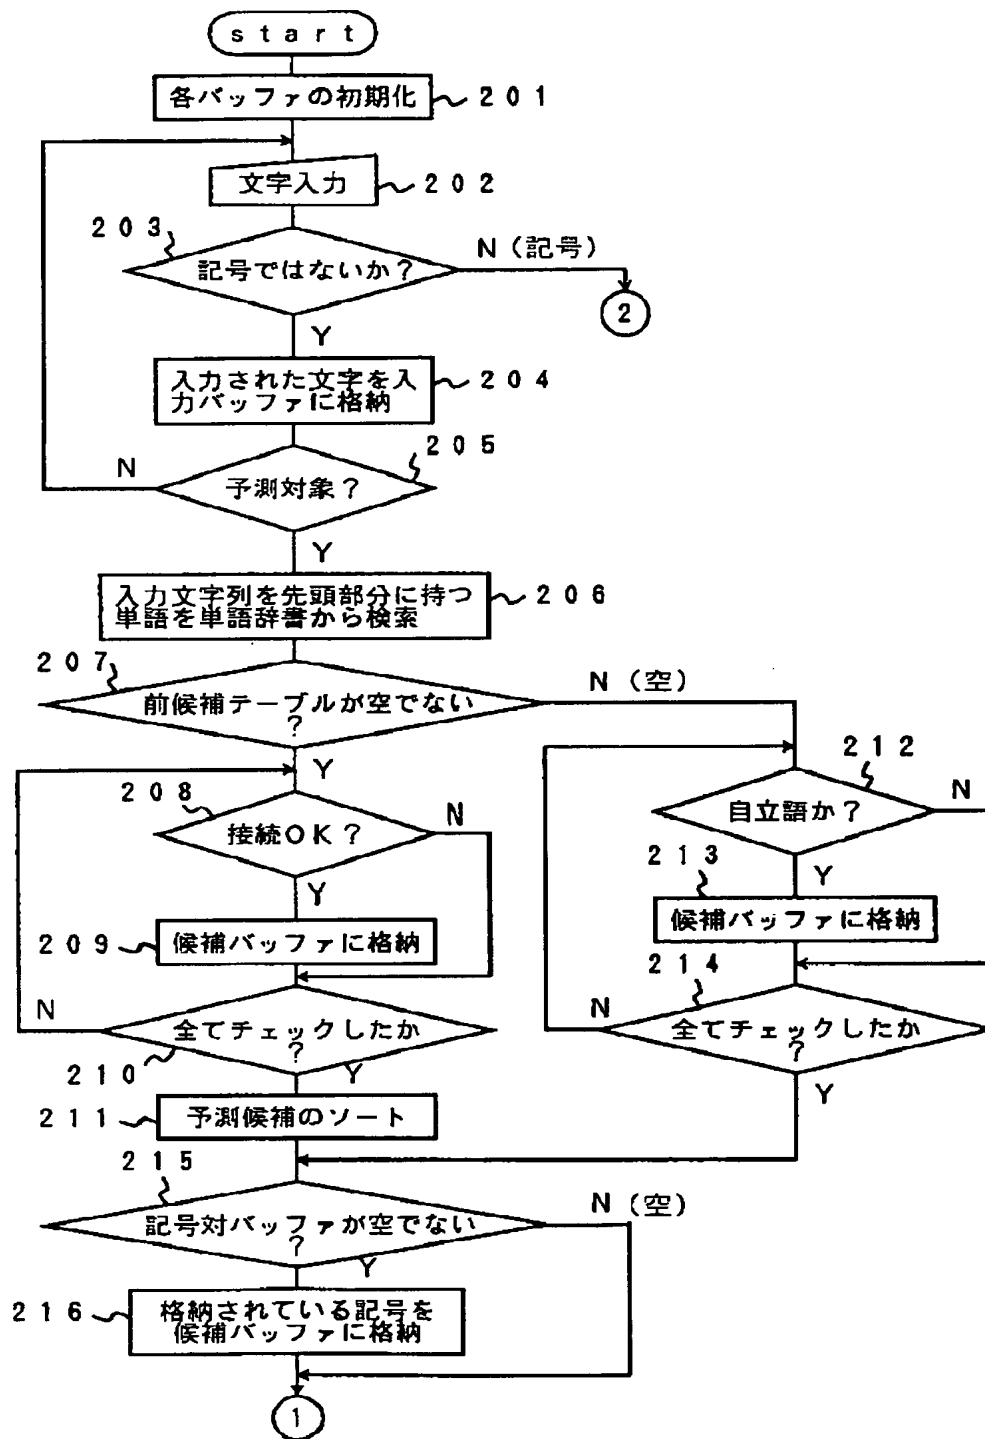 start
各バッファの初期化
201
文字入力
202
203
記号ではないか?
N(記号)
2
Y
入力された文字を入
力バッファに格納
204
205
予測対象?
N
Y
入力文字列を先頭部分に持つ
単語を単語辞書から検索
206
207
前候補テーブルが空でない
?
N(空)
Y
208
接続OK?
N
Y
209
候補バッファに格納
N
全てチェックしたか
?
210
Y
211
予測候補のソート
212
自立語か?
N
213
Y
候補バッファに格納
214
N
全てチェックしたか
?
Y
215
記号対バッファが空でない
?
N(空)
Y
216
格納されている記号を
候補バッファに格納
1